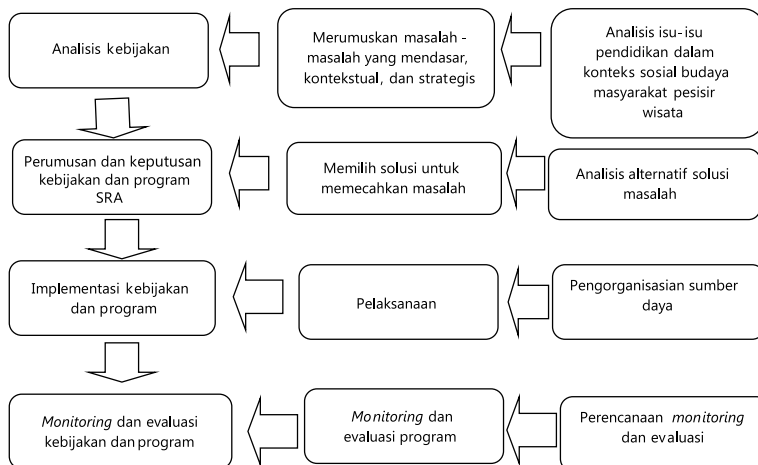 Analisis kebijakan
Merumuskan masalah -
masalah yang mendasar,
kontekstual, dan strategis
Analisis isu-isu
pendidikan dalam
konteks sosial budaya
masyarakat pesisir
wisata
Perumusan dan keputusan
kebijakan dan program
SRA
Memilih solusi untuk
memecahkan masalah
Analisis alternatif solusi
masalah
Implementasi kebijakan
dan program
Pelaksanaan
Pengorganisasian sumber
daya
Monitoring dan evaluasi
kebijakan dan program
Monitoring dan
evaluasi program
Perencanaan monitoring
dan evaluasi